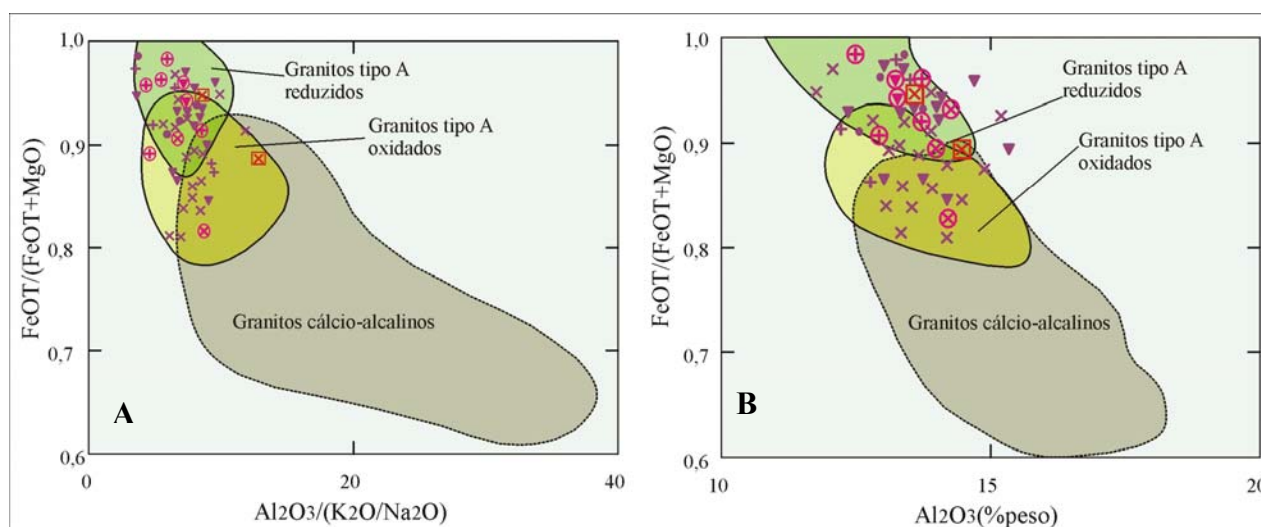 1,0
0,9
0,8
0,7
0,6
FeOT/(FeOT+MgO)
Granitos tipo A
reduzidos
Granitos tipo A
oxidados
Granitos cálcio-alcalinos
A
0
20
40
Al2O3/(K2O/Na2O)
1,0
0,9
0,8
0,7
0,6
FeOT/(FeOT+MgO)
Granitos tipo A
reduzidos
Granitos tipo A
oxidados
Granitos cálcio-alcalinos
B
10
15
20
Al2O3(%peso)